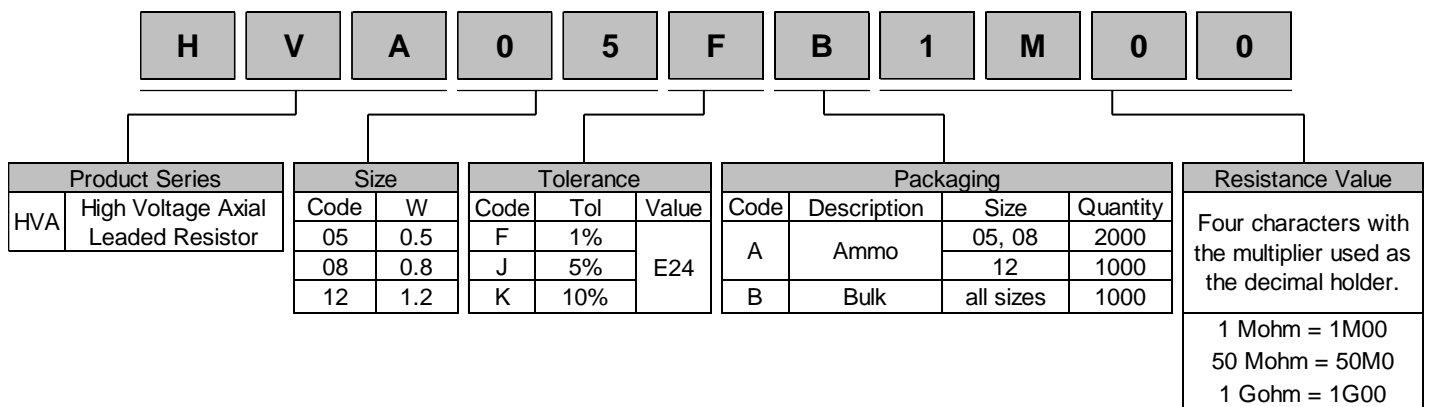 H V A 0 5 F B 1 M 0 0
Product Series
HVA High Voltage Axial
Leaded Resistor
Size
Code W
05 0.5
08 0.8
12 1.2
Tolerance
Code Tol Value
F 1%
J 5%
K 10%
E24
Packaging
Code Description Size Quantity
A Ammo 05, 08 2000
12 1000
B Bulk all sizes 1000
Resistance Value
Four characters with
the multiplier used as
the decimal holder.
1 Mohm = 1M00
50 Mohm = 50M0
1 Gohm = 1G00